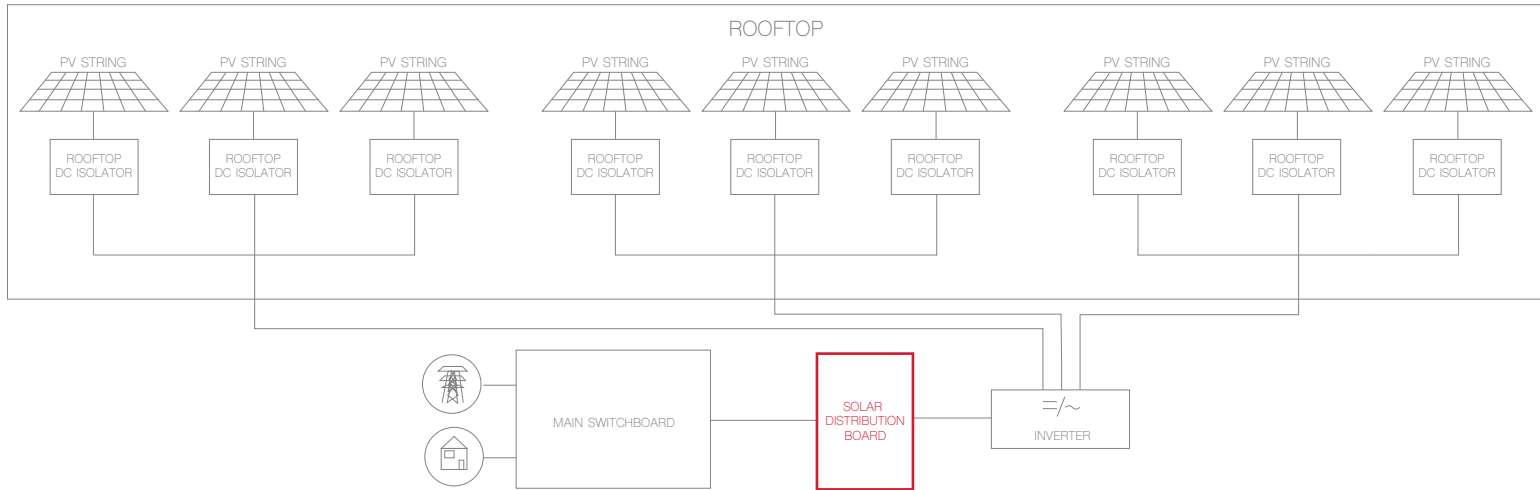 ROOFTOP
PV STRING
PV STRING
PV STRING
PV STRING
PV STRING
PV STRING
PV STRING
PV STRING
PV STRING
ROOFTOP
DC ISOLATOR
ROOFTOP
DC ISOLATOR
ROOFTOP
DC ISOLATOR
ROOFTOP
DC ISOLATOR
ROOFTOP
DC ISOLATOR
ROOFTOP
DC ISOLATOR
ROOFTOP
DC ISOLATOR
ROOFTOP
DC ISOLATOR
ROOFTOP
DC ISOLATOR
MAIN SWITCHBOARD
SOLAR
DISTRIBUTION
BOARD
=/~
INVERTER